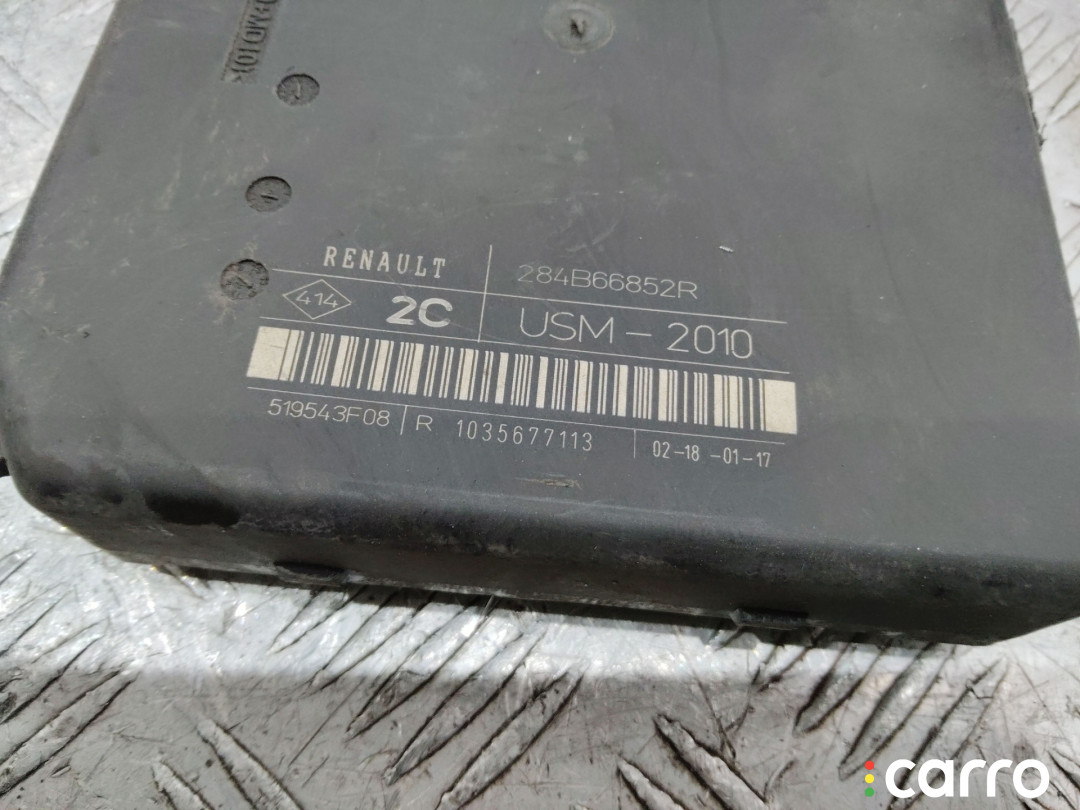 RENAULT 284B66852R
414 2C USM-2010
519543F08 R 1035677113 02-18-01-17
carro